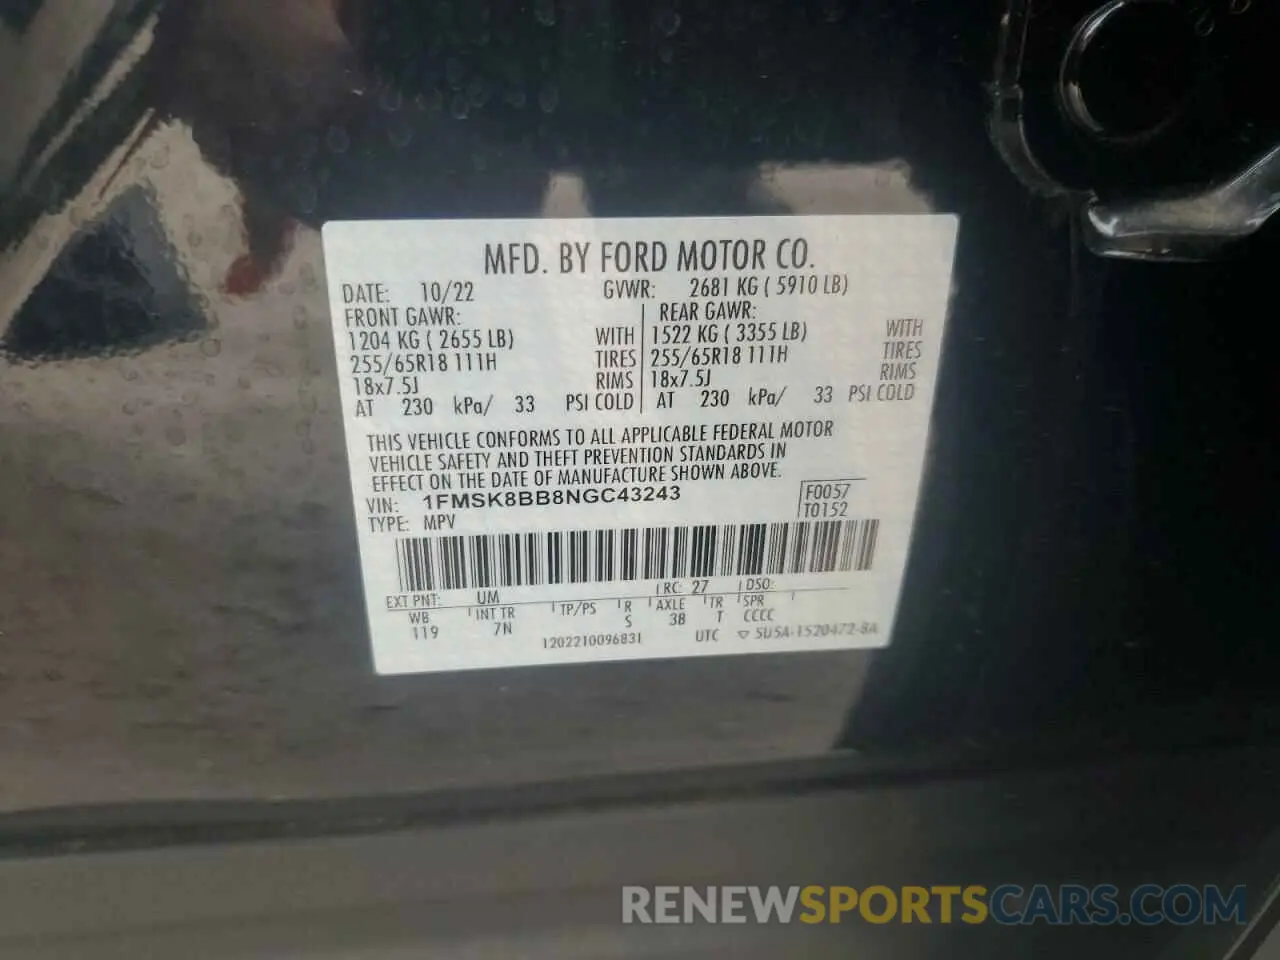 MFD. BY FORD MOTOR CO.
DATE: 10/22 GVWR: 2681 KG ( 5910 LB)
FRONT GAWR: REAR GAWR:
1204 KG ( 2655 LB) WITH 1522 KG ( 3355 LB) WITH
255/65R18 111H TIRES 255/65R18 111H TIRES
18x7.5J RIMS 18x7.5J RIMS
AT 230 kPa/ 33 PSI COLD AT 230 kPa/ 33 PSI COLD
THIS VEHICLE CONFORMS TO ALL APPLICABLE FEDERAL MOTOR
VEHICLE SAFETY AND THEFT PREVENTION STANDARDS IN
EFFECT ON THE DATE OF MANUFACTURE SHOWN ABOVE.
VIN: 1FMSK8BB8NGC43243 F0057
TYPE: MPV T0152
EXT PNT: UM RC: 27 DSO:
WB INT TR TP/PS R AXLE TR SPR
119 7N S 38 T CCCC
1202210096831 UTC ▽ 5U5A-1520472-8A
RENEWSPORTSCARS.COM